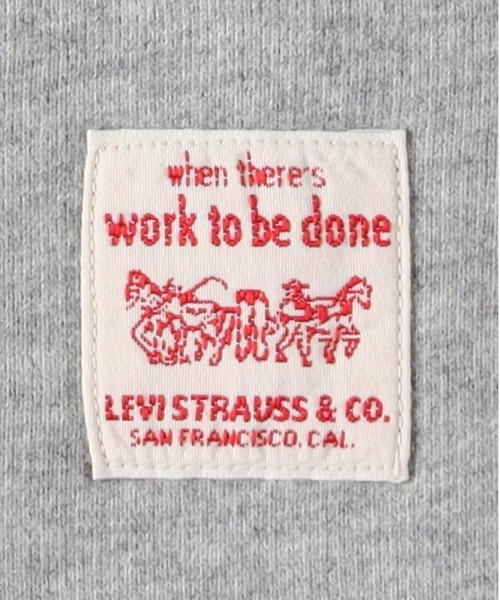 when there's
work to be done
LEVI STRAUSS & CO.
SAN FRANCISCO, CAL.